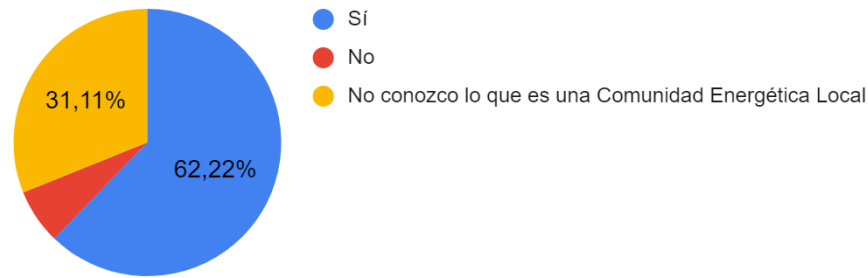 Sí
No
No conozco lo que es una Comunidad Energética Local
31,11%
62,22%